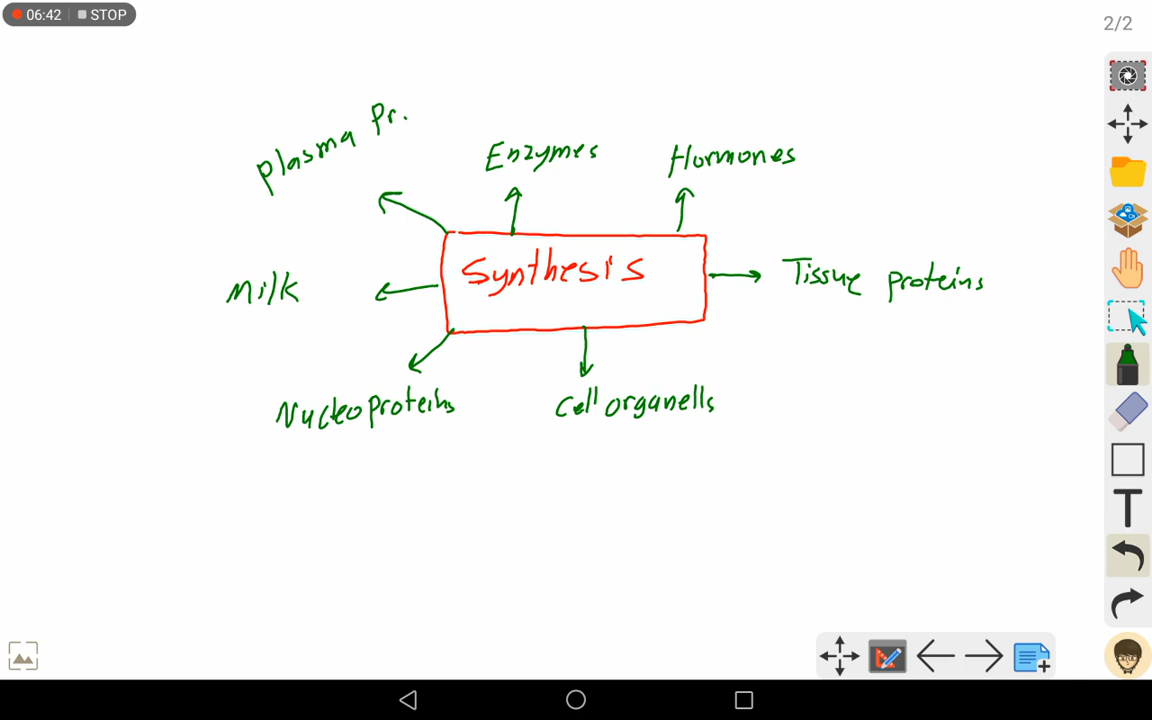 06:42 STOP
2/2
plasma Pr.
Enzymes
Hormones
Synthesis
Tissue proteins
Milk
Nucleoproteins
Cell organells
T